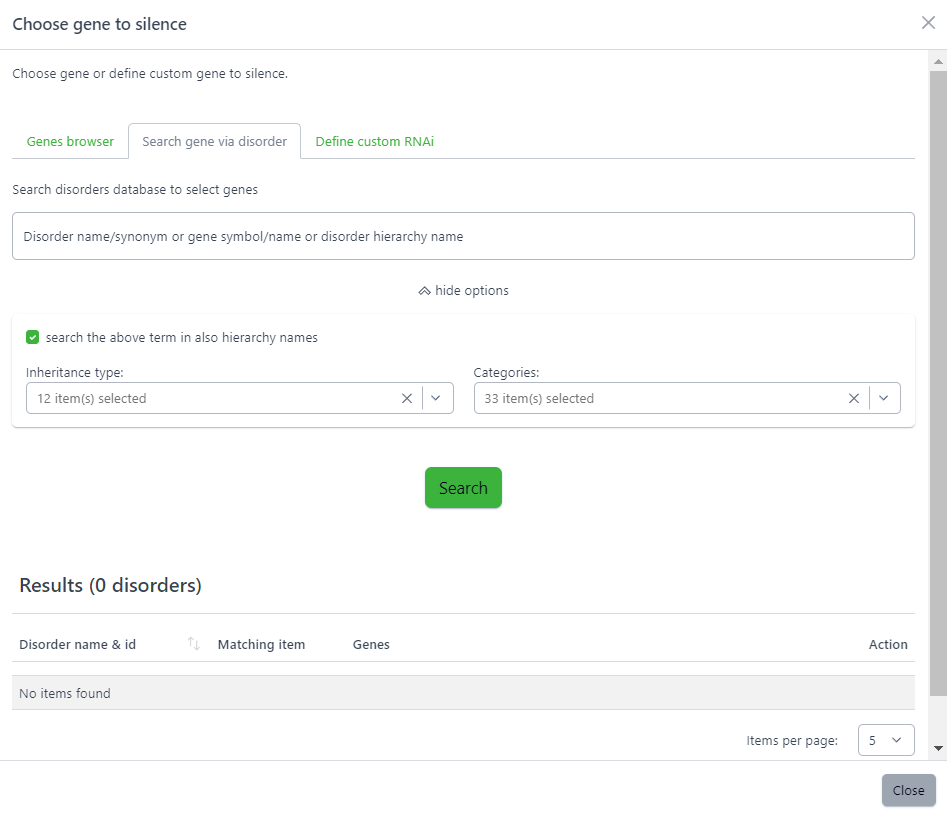 Choose gene to silence
Choose gene or define custom gene to silence.
Genes browser
Search gene via disorder
Define custom RNAi
Search disorders database to select genes
Disorder name/synonym or gene symbol/name or disorder hierarchy name
hide options
search the above term in also hierarchy names
Inheritance type:
Categories:
12 item(s) selected
33 item(s) selected
Search
Results (0 disorders)
Disorder name & id
Matching item
Genes
Action
No items found
Items per page:
5
Close